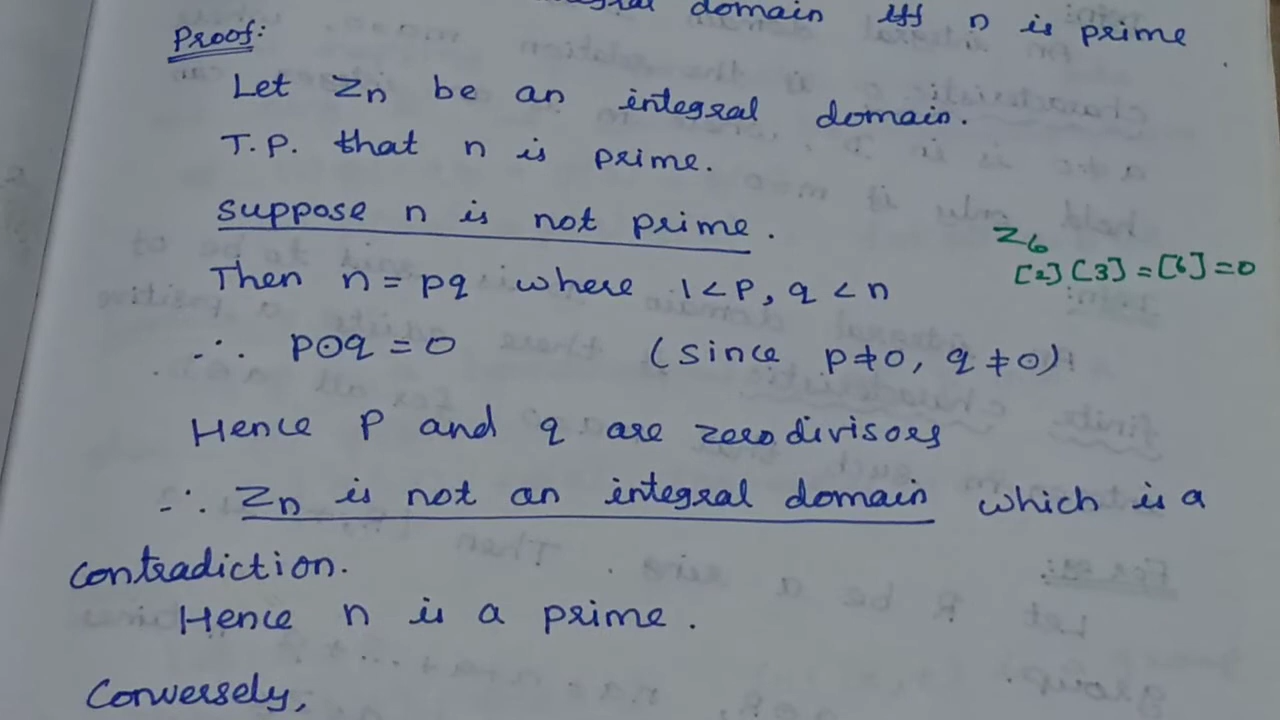 domain iff n is prime
Proof:
Let Zn be an integral domain.
T.P. that n is prime.
Suppose n is not prime.
Z6
Then n = pq where 1<p, q <n
[2] [3] = [6] = 0
∴ p⊙q = 0 (since p≠0, q ≠0)
Hence p and q are zero divisors
∴ Zn is not an integral domain which is a
contradiction.
Hence n is a prime.
Conversely,